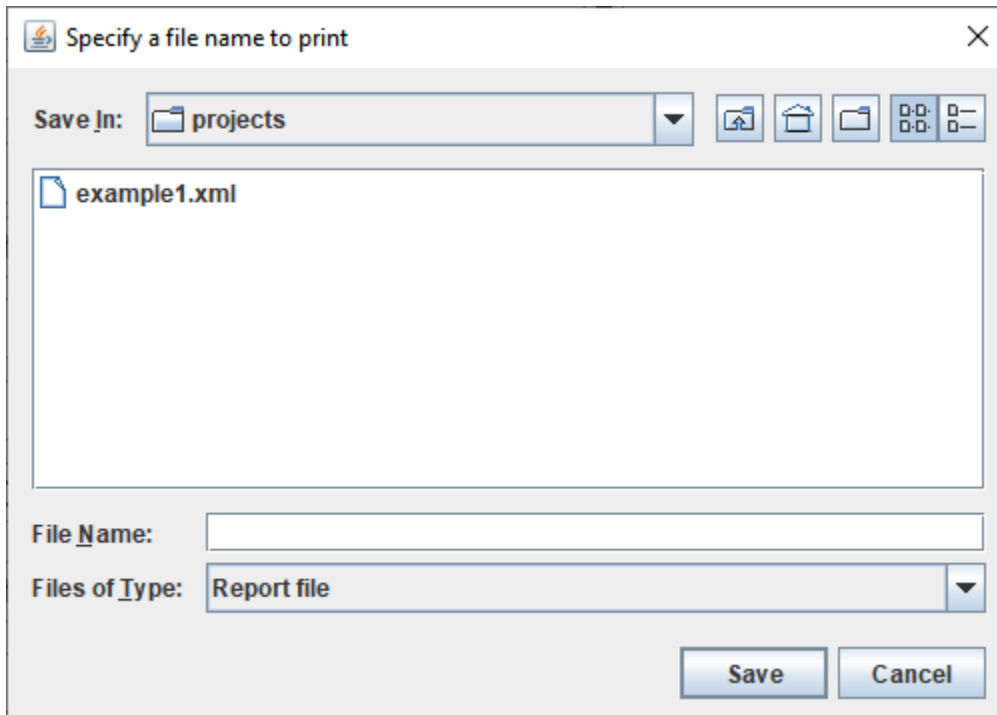 Specify a file name to print
Save In: projects
example1.xml
File Name:
Files of Type: Report file
Save Cancel